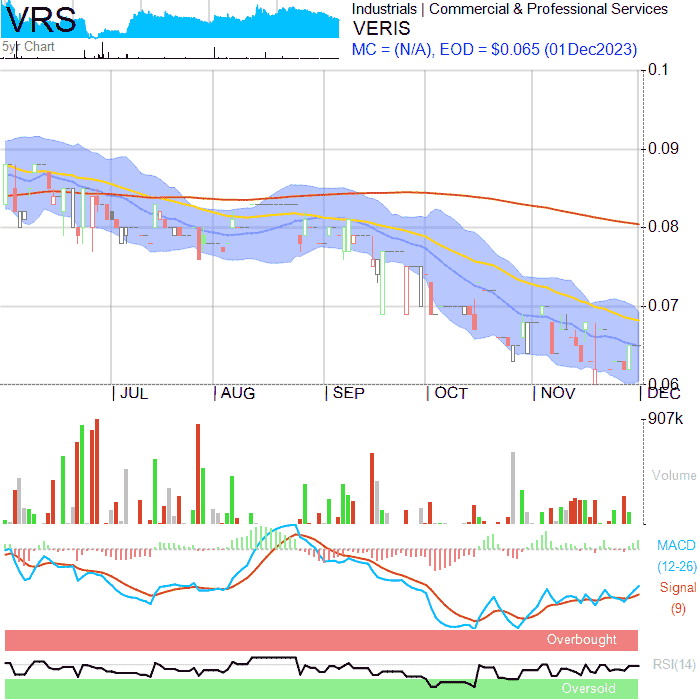 VRS
5yr Chart
Industrials | Commercial & Professional Services
VERIS
MC = (N/A), EOD = $0.065 (01Dec2023)
0.1
0.09
0.08
0.07
0.06
JUL
AUG
SEP
OCT
NOV
DEC
907k
Volume
MACD
(12-26)
Signal
(9)
Overbought
RSI(14)
Oversold